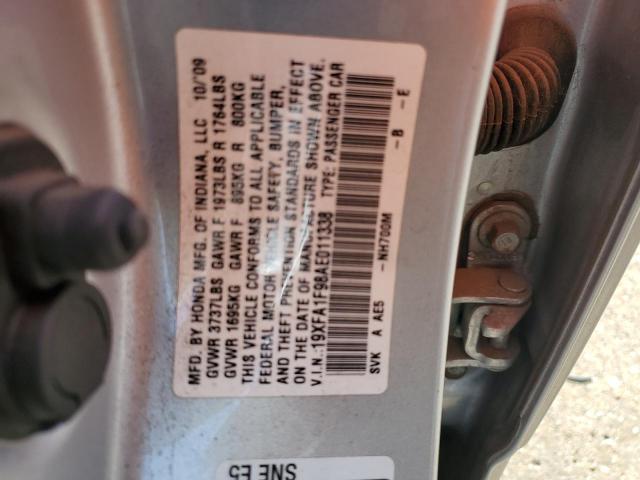 MFD. BY HONDA MFG. OF INDIANA, LLC 10/'09
GVWR 3737LBS GAWR F 1973LBS R 1764LBS
GVWR 1695KG GAWR F 895KG R 800KG
THIS VEHICLE CONFORMS TO ALL APPLICABLE
FEDERAL MOTOR VEHICLE SAFETY, BUMPER,
AND THEFT PREVENTION STANDARDS IN EFFECT
ON THE DATE OF MANUFACTURE SHOWN ABOVE.
V.I.N.:19XFA1F98AE011338 TYPE: PASSENGER CAR
SVK A AE5 -NH700M -B -E
SNE E5